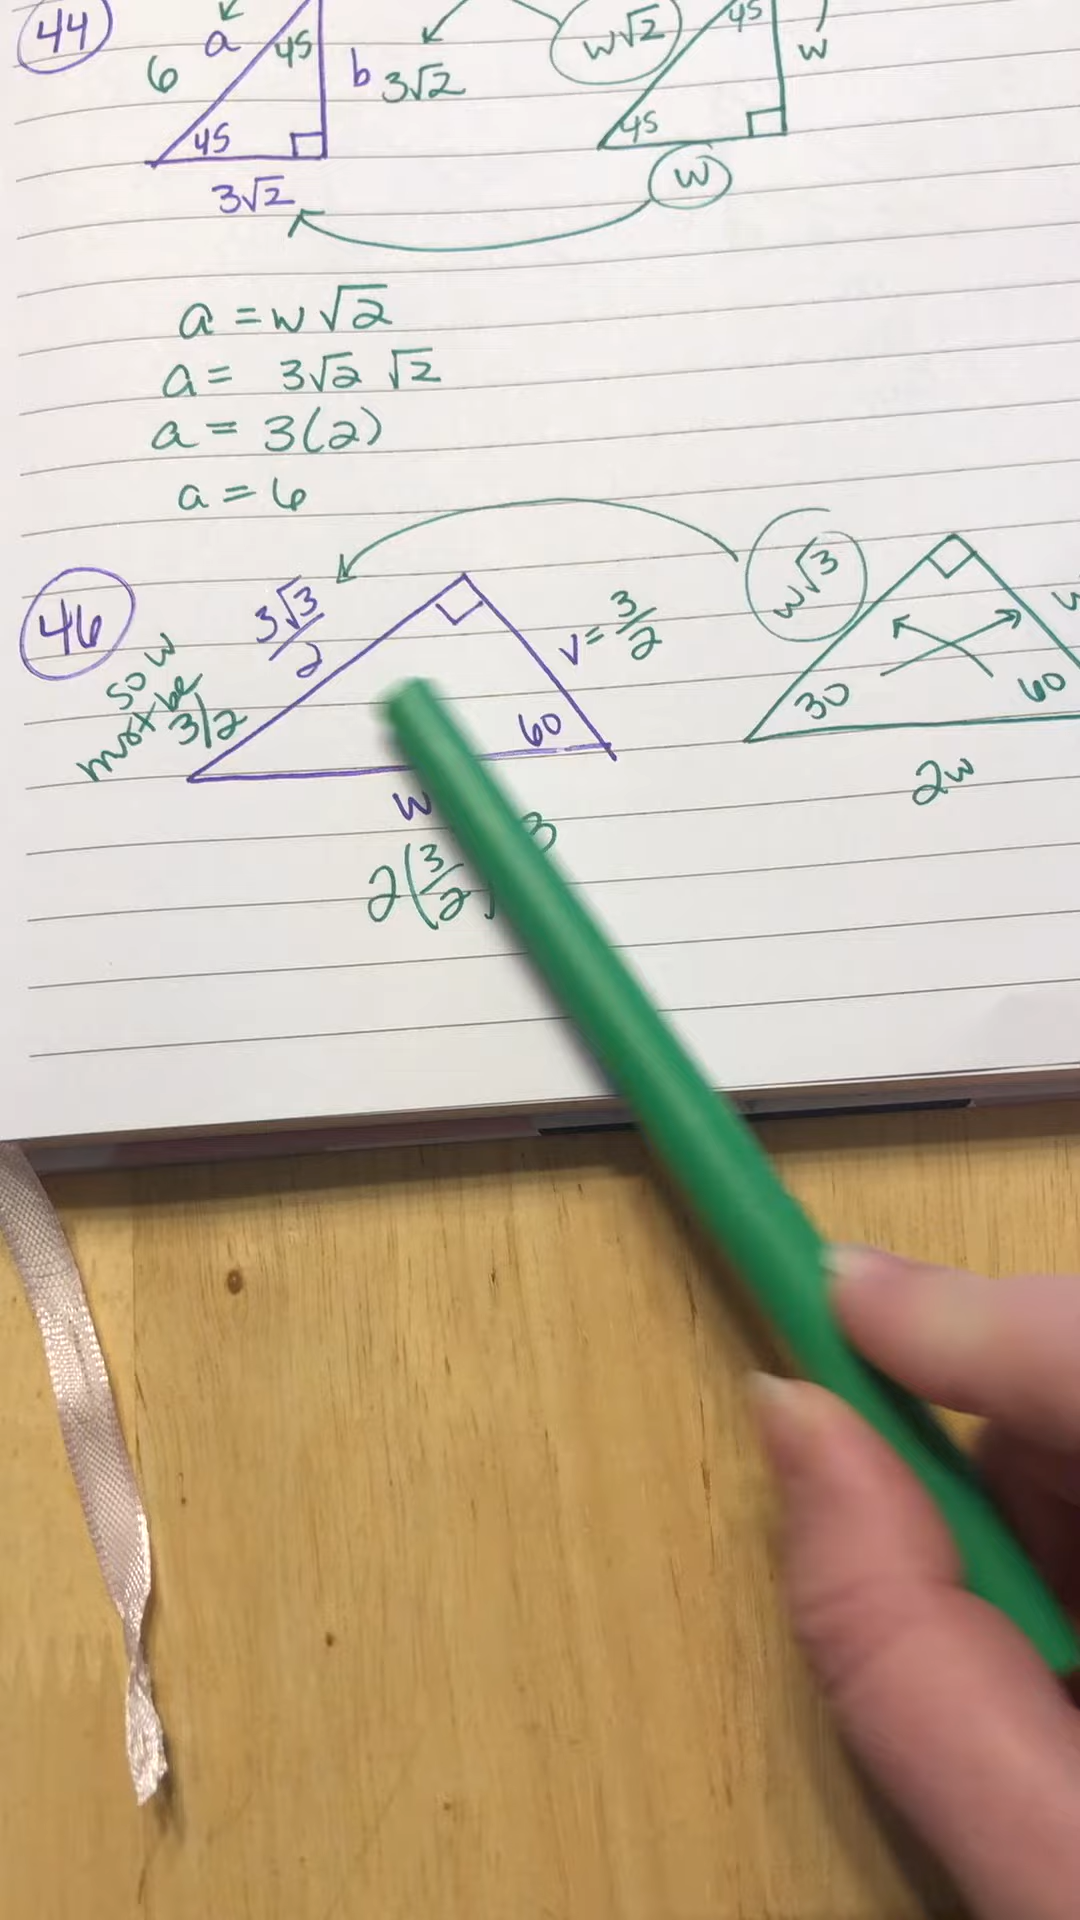 44
a
6
45
45
b
3√2
3√2
w√2
45
45
w
w
a = w√2
a = 3√2 √2
a = 3(2)
a = 6
46
so w
must be
3/2
3√3/2
v = 3/2
60
w
2(3/2)
3
w√3
30
60
2w